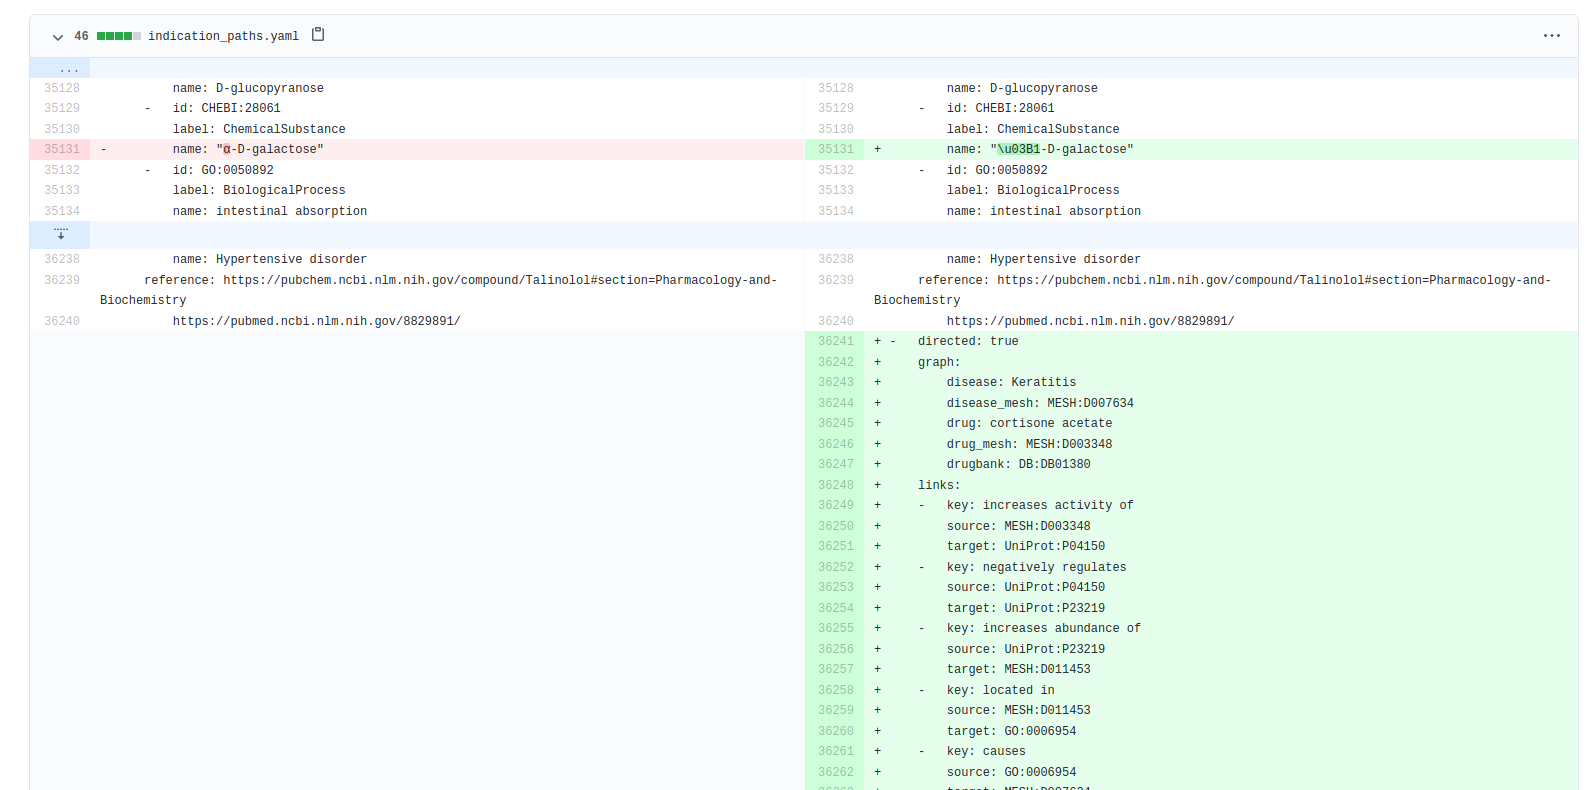 46 indication_paths.yaml ...
...
35128 name: D-glucopyranose 35128 name: D-glucopyranose
35129 - id: CHEBI:28061 35129 - id: CHEBI:28061
35130 label: ChemicalSubstance 35130 label: ChemicalSubstance
35131 - name: "α-D-galactose" 35131 + name: "\u03B1-D-galactose"
35132 - id: GO:0050892 35132 - id: GO:0050892
35133 label: BiologicalProcess 35133 label: BiologicalProcess
35134 name: intestinal absorption 35134 name: intestinal absorption
36238 name: Hypertensive disorder 36238 name: Hypertensive disorder
36239 reference: https://pubchem.ncbi.nlm.nih.gov/compound/Talinolol#section=Pharmacology-and- 36239 reference: https://pubchem.ncbi.nlm.nih.gov/compound/Talinolol#section=Pharmacology-and-
Biochemistry Biochemistry
36240 https://pubmed.ncbi.nlm.nih.gov/8829891/ 36240 https://pubmed.ncbi.nlm.nih.gov/8829891/
36241 + - directed: true
36242 + graph:
36243 + disease: Keratitis
36244 + disease_mesh: MESH:D007634
36245 + drug: cortisone acetate
36246 + drug_mesh: MESH:D003348
36247 + drugbank: DB:DB01380
36248 + links:
36249 + - key: increases activity of
36250 + source: MESH:D003348
36251 + target: UniProt:P04150
36252 + - key: negatively regulates
36253 + source: UniProt:P04150
36254 + target: UniProt:P23219
36255 + - key: increases abundance of
36256 + source: UniProt:P23219
36257 + target: MESH:D011453
36258 + - key: located in
36259 + source: MESH:D011453
36260 + target: GO:0006954
36261 + - key: causes
36262 + source: GO:0006954